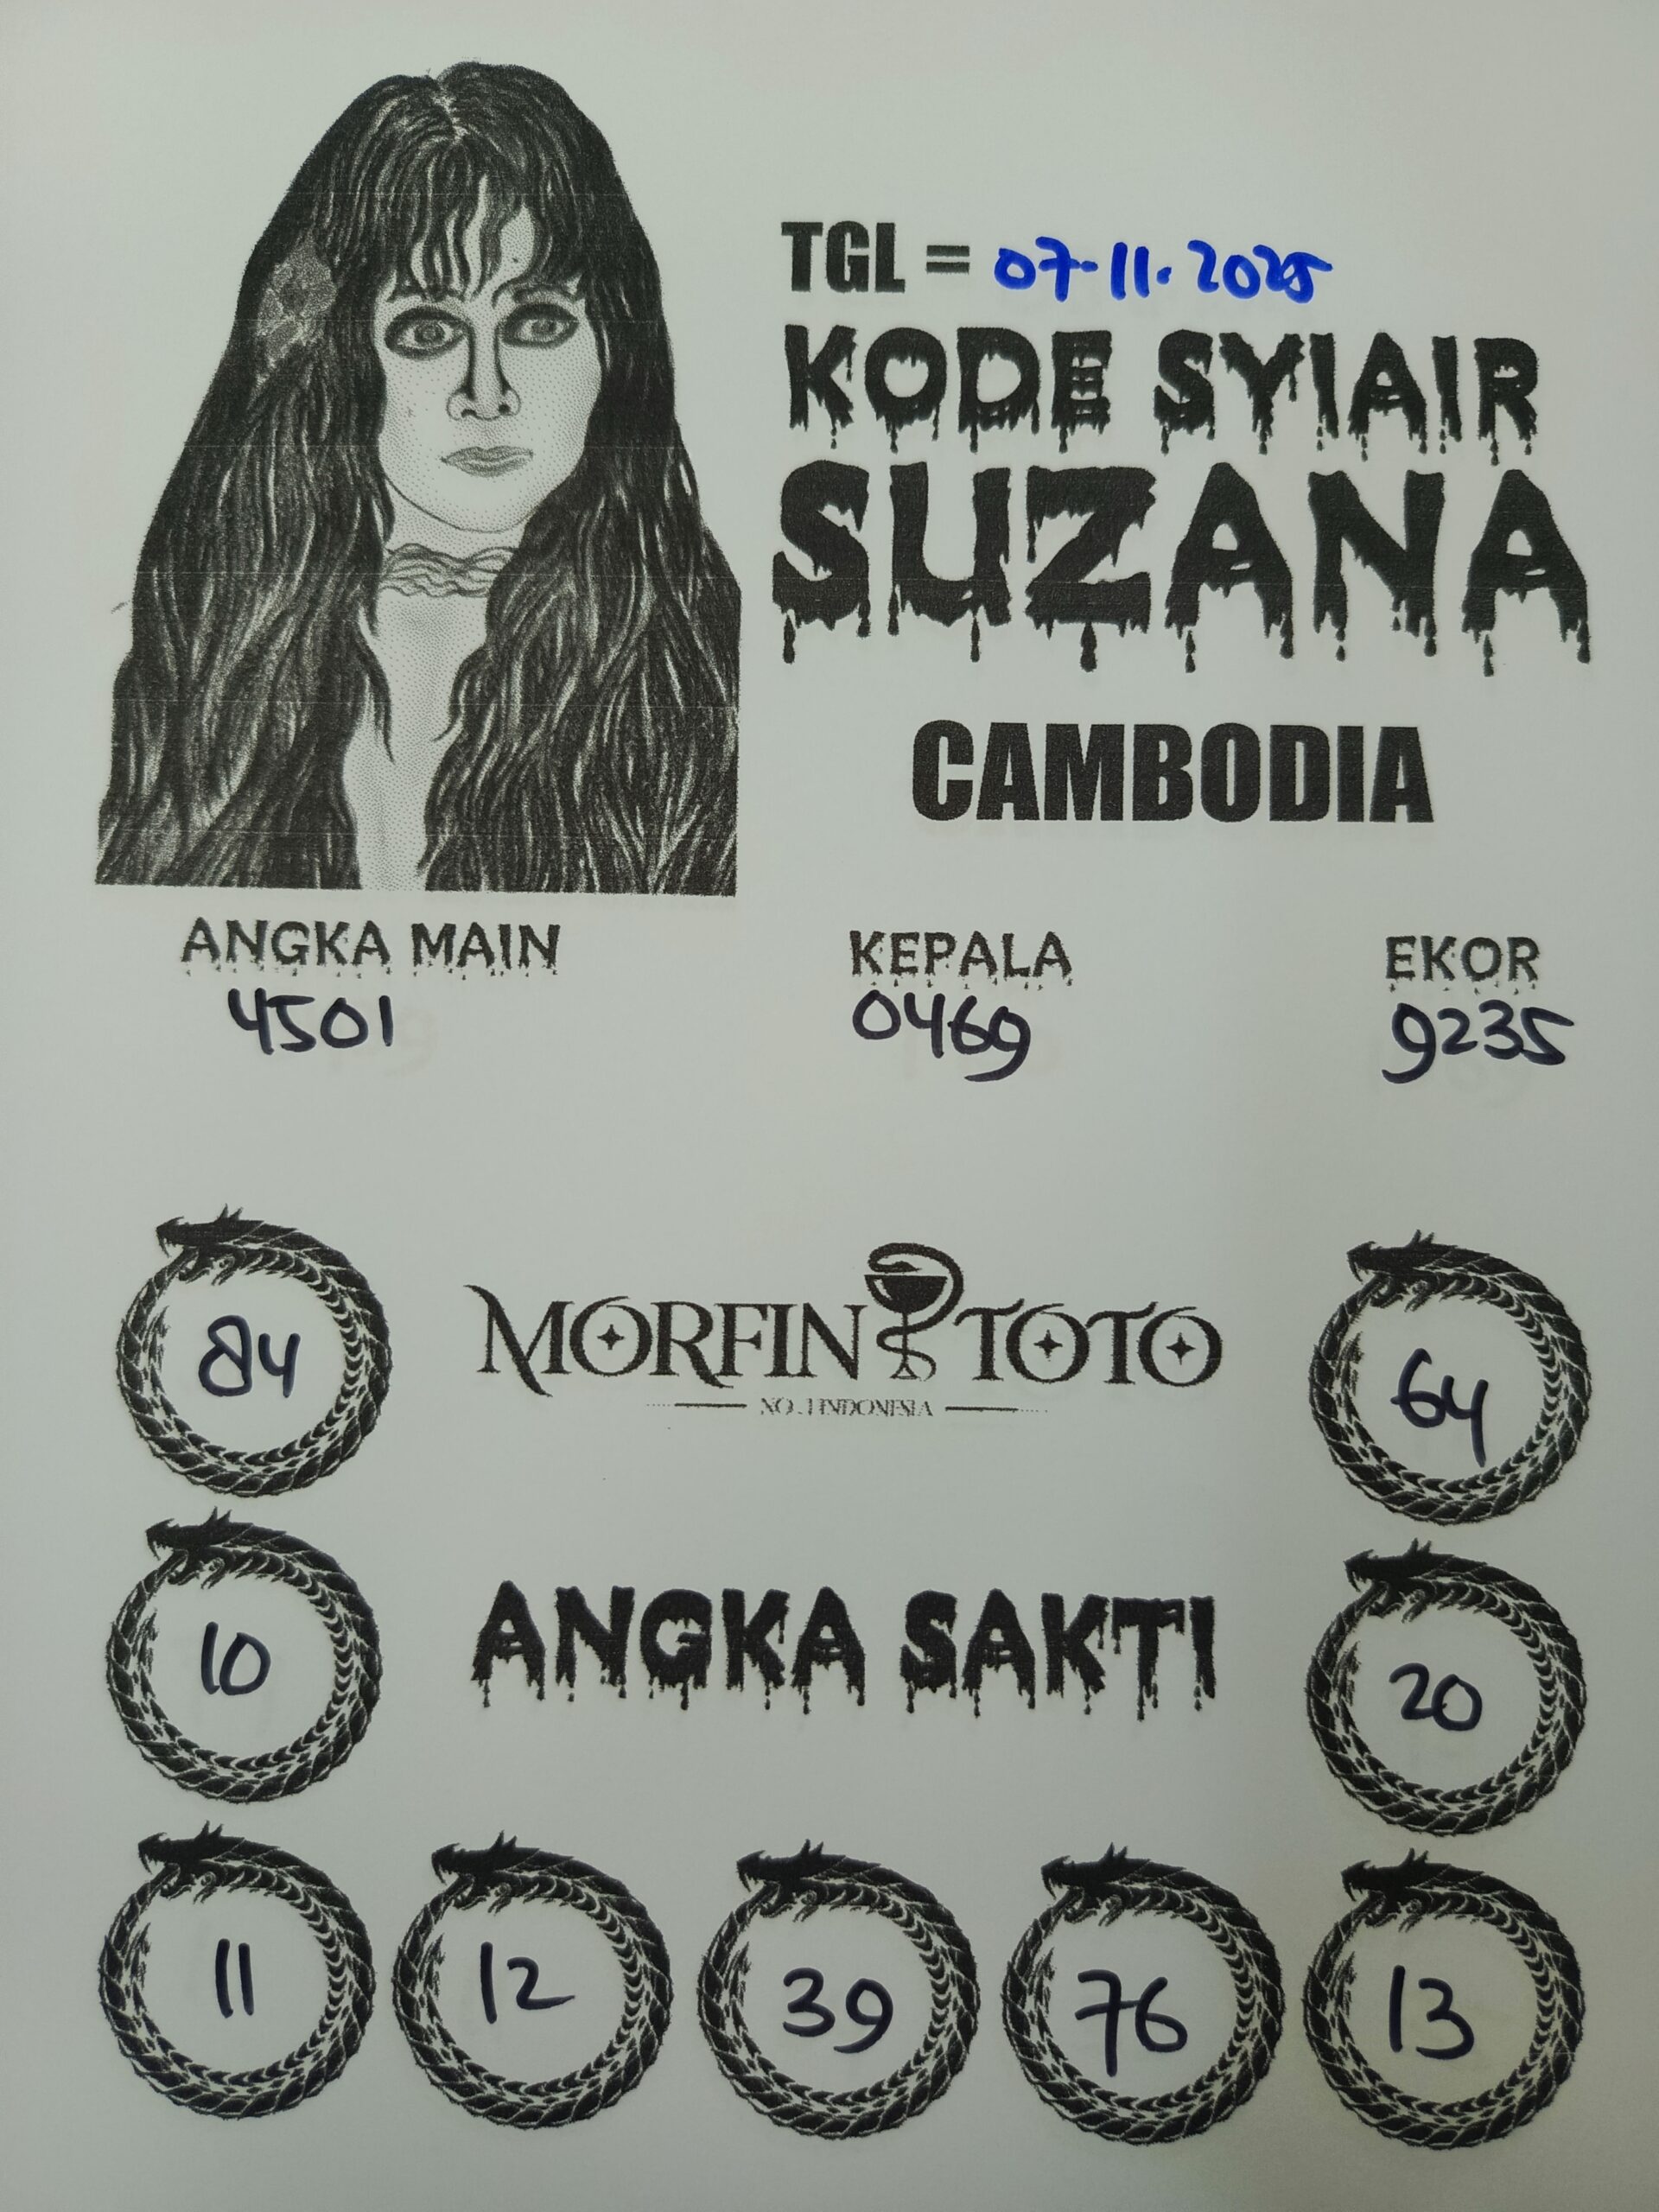 TGL = 07-11.2025
KODE SYIAIR
SUZANA
CAMBODIA
ANGKA MAIN KEPALA EKOR
4501 0469 9235
84 MORFIN TOTO 64
NO.1 INDONESIA
10 ANGKA SAKTI 20
11 12 39 76 13